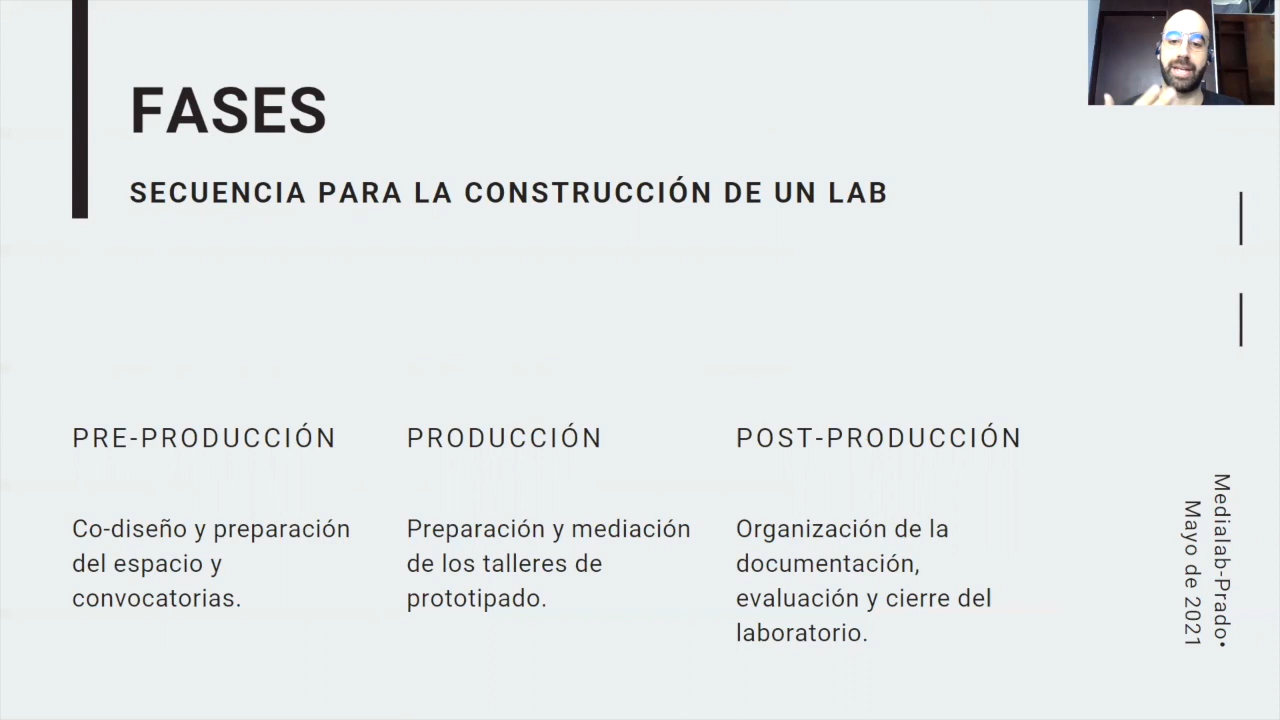 FASES
SECUENCIA PARA LA CONSTRUCCIÓN DE UN LAB
PRE-PRODUCCIÓN
Co-diseño y preparación
del espacio y
convocatorias.
PRODUCCIÓN
Preparación y mediación
de los talleres de
prototipado.
POST-PRODUCCIÓN
Organización de la
documentación,
evaluación y cierre del
laboratorio.
Medialab-Prado•
Mayo de 2021